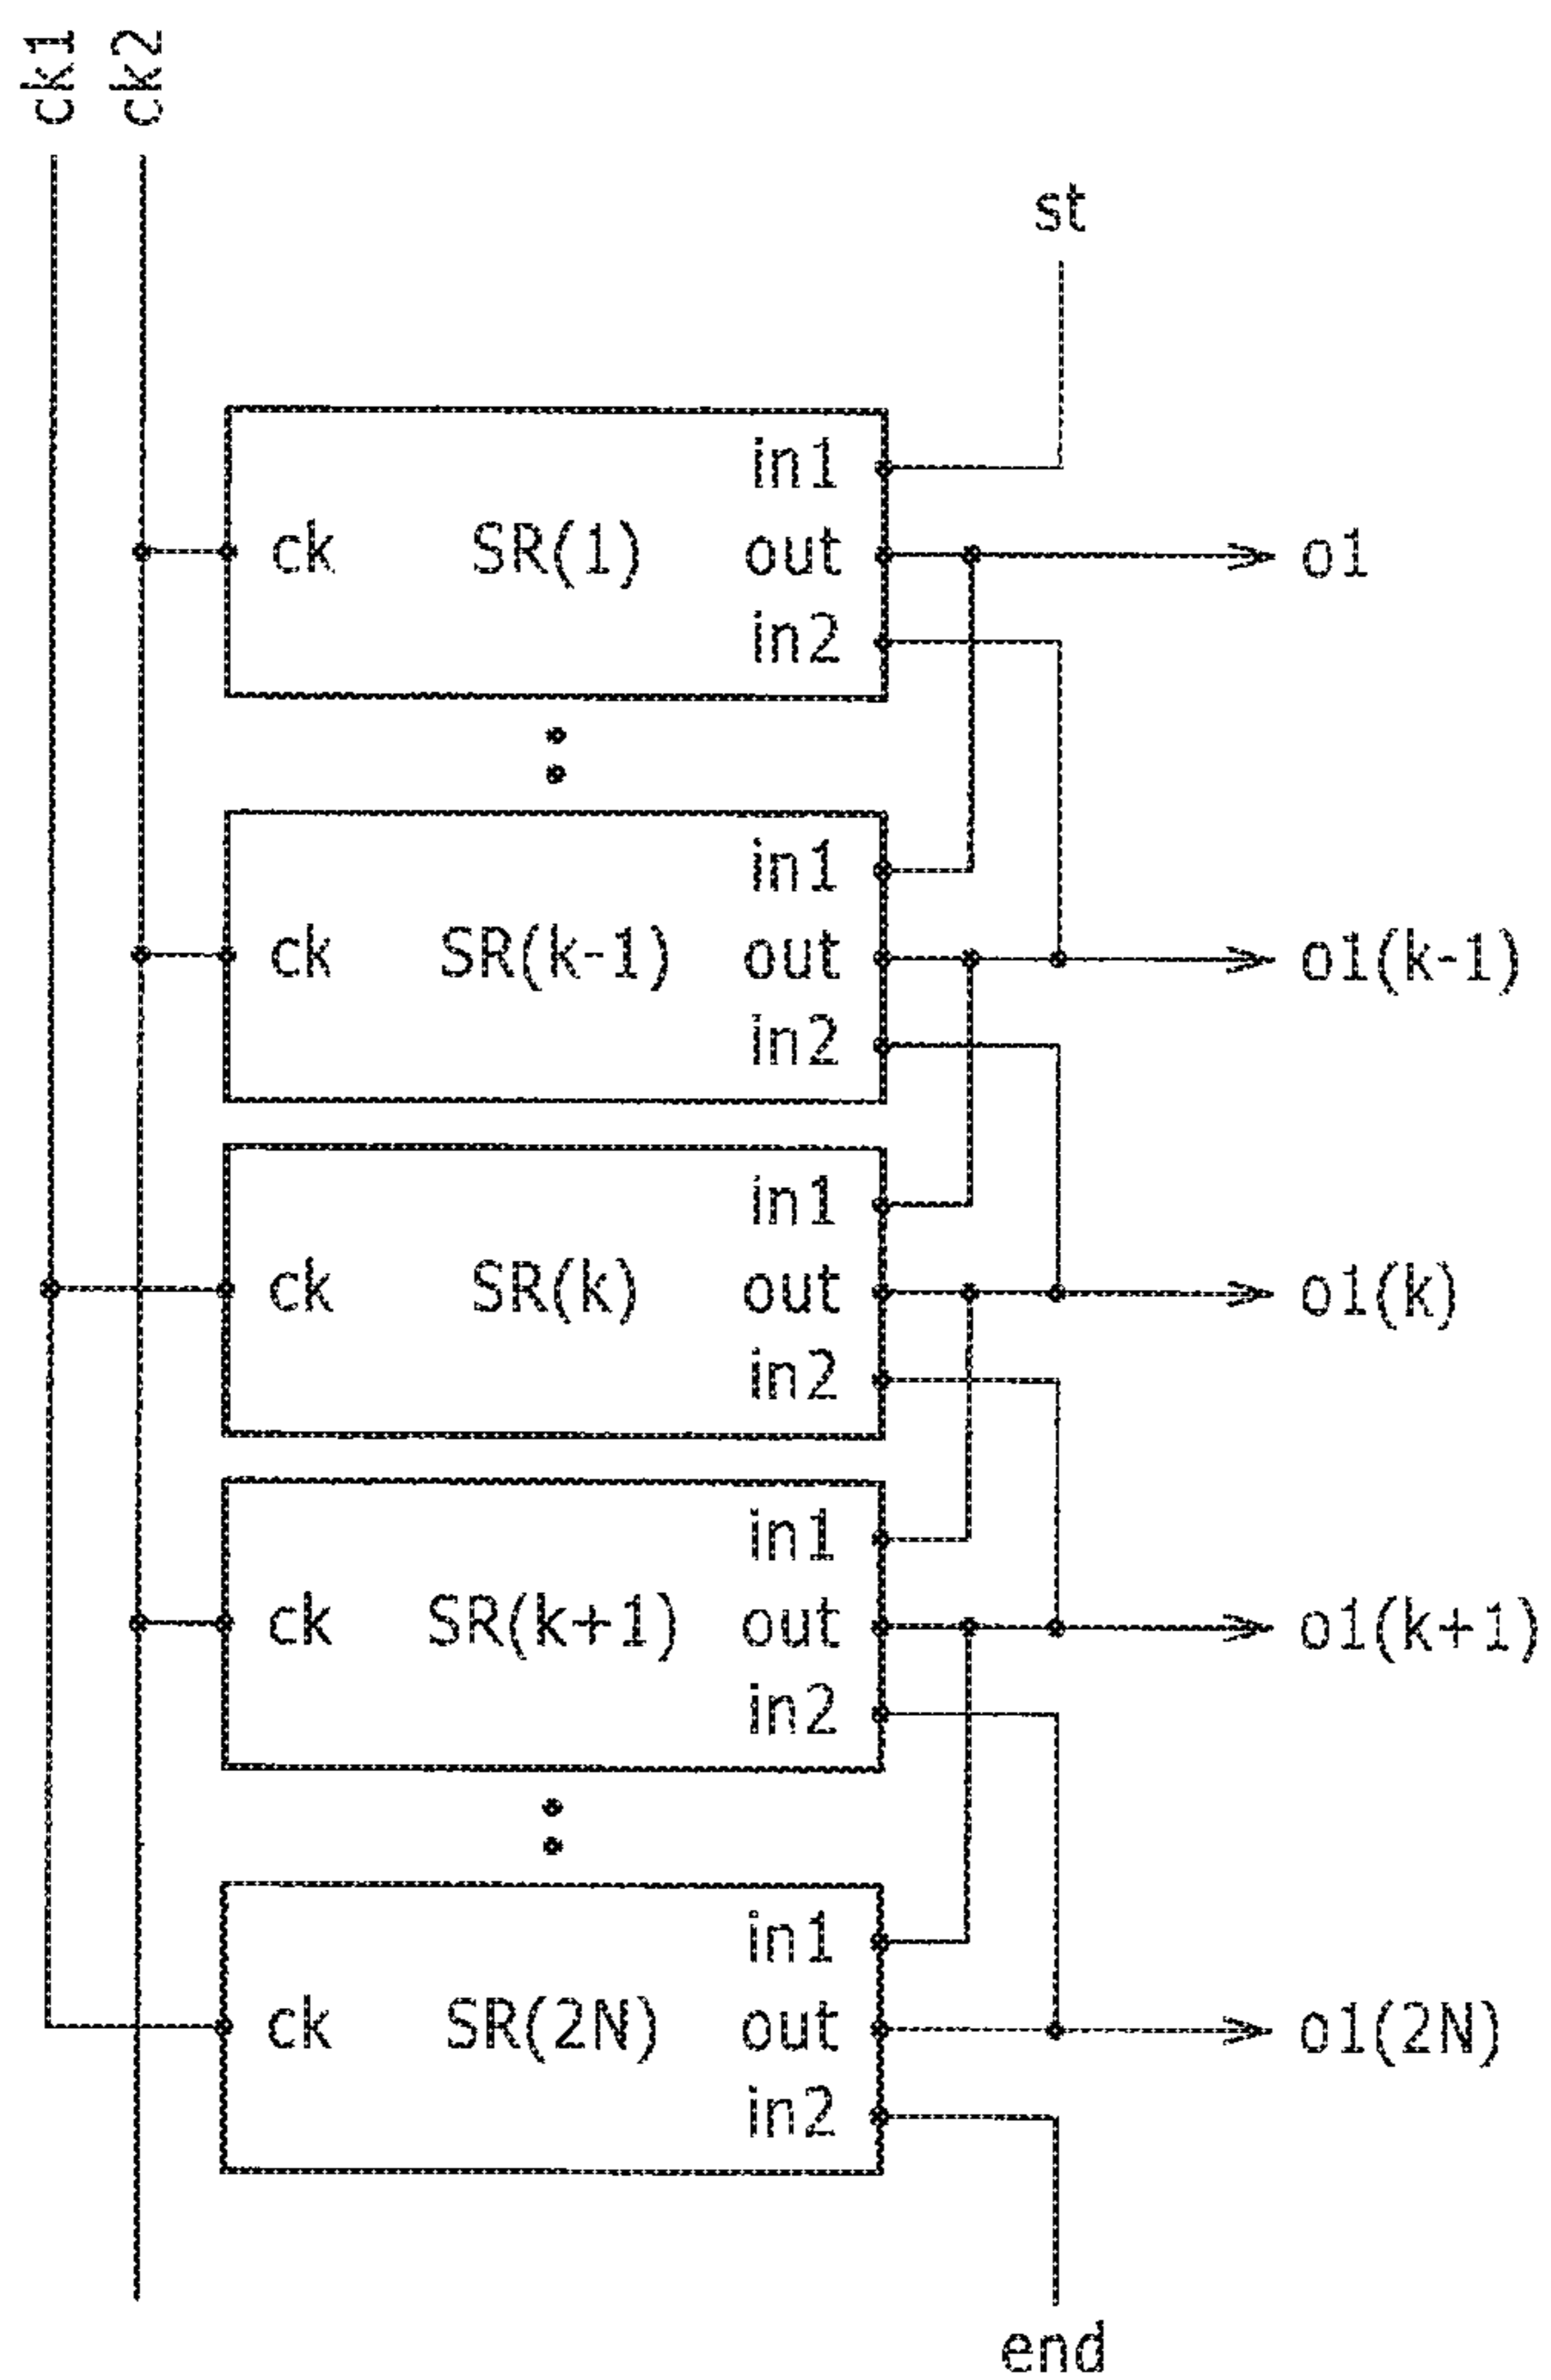 ck1
ck2
st
in1
ck SR(1) out o1
in2
in1
ck SR(k-1) out o1(k-1)
in2
in1
ck SR(k) out o1(k)
in2
in1
ck SR(k+1) out o1(k+1)
in2
in1
ck SR(2N) out o1(2N)
in2
end